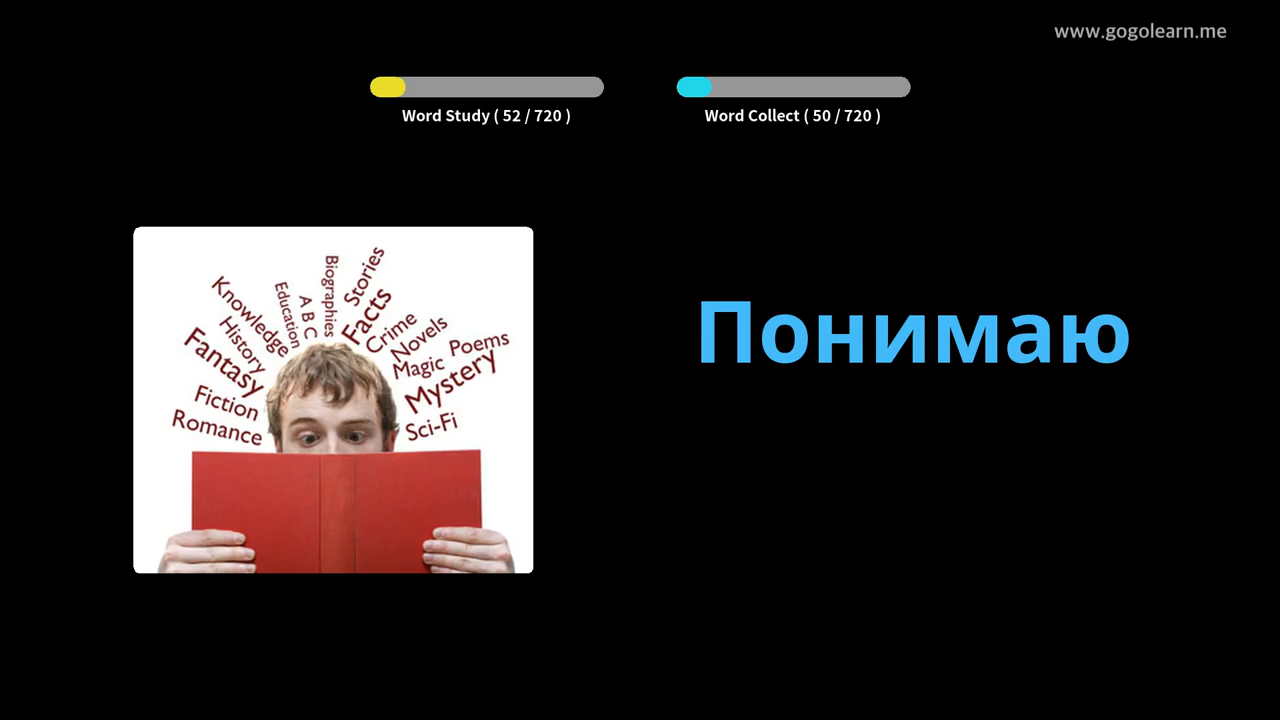 www.gogolearn.me
Word Study ( 52 / 720 )
Word Collect ( 50 / 720 )
Понимаю
Biographies
Stories
Knowledge
Education
A B C
Facts
History
Crime
Novels
Fantasy
Magic
Poems
Mystery
Fiction
Romance
Sci-Fi